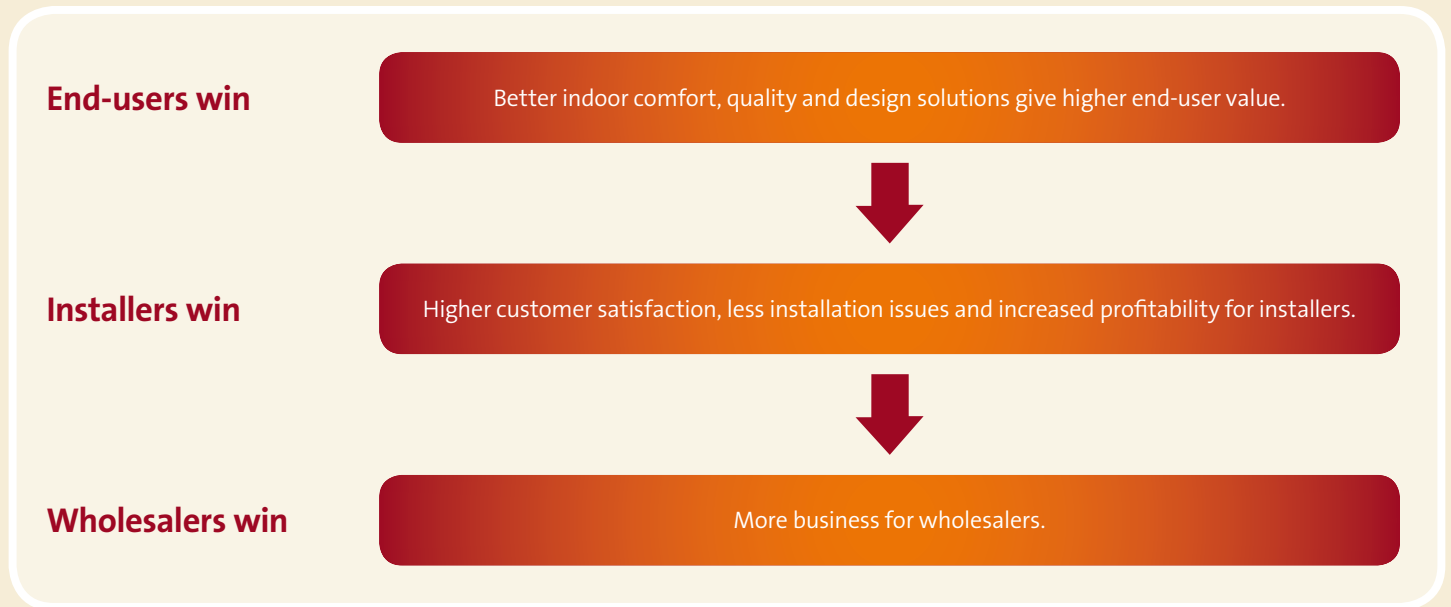 End-users win
Better indoor comfort, quality and design solutions give higher end-user value.
Installers win
Higher customer satisfaction, less installation issues and increased profitability for installers.
Wholesalers win
More business for wholesalers.